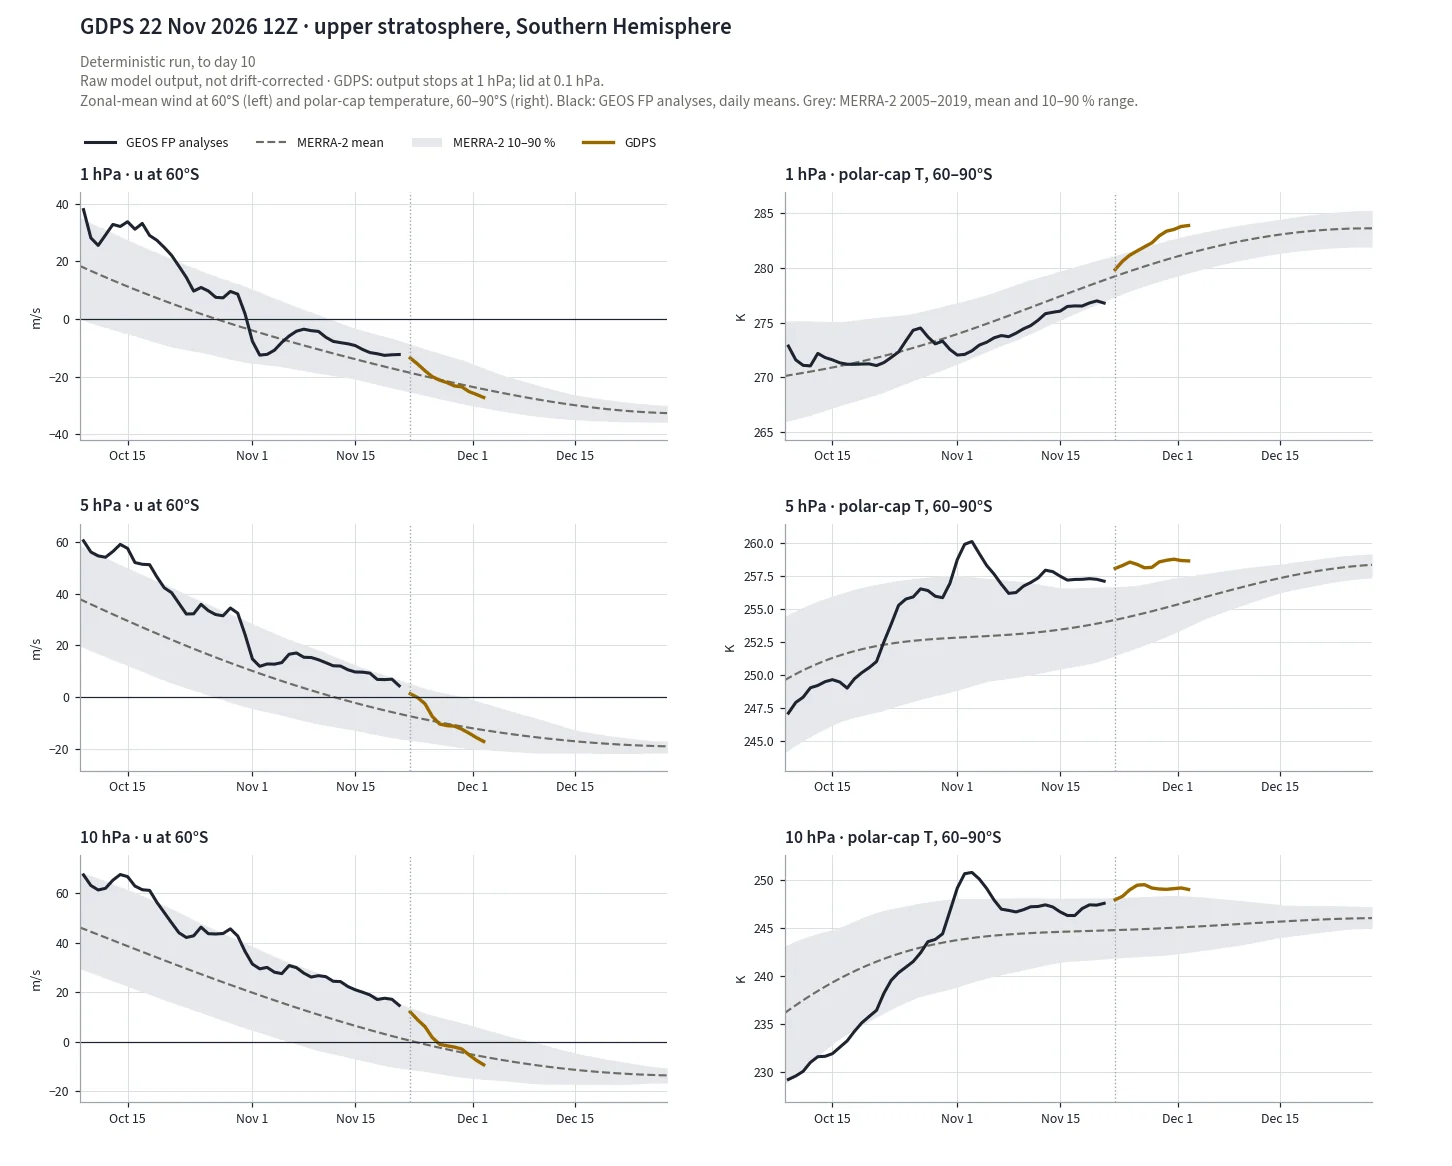 GDPS 22 Nov 2026 12Z · upper stratosphere, Southern Hemisphere
Deterministic run, to day 10
Raw model output, not drift-corrected · GDPS: output stops at 1 hPa; lid at 0.1 hPa.
Zonal-mean wind at 60°S (left) and polar-cap temperature, 60–90°S (right). Black: GEOS FP analyses, daily means. Grey: MERRA-2 2005–2019, mean and 10–90 % range.
GEOS FP analyses MERRA-2 mean MERRA-2 10–90 % GDPS
1 hPa · u at 60°S
40
20
0
−20
−40
m/s
Oct 15 Nov 1 Nov 15 Dec 1 Dec 15
1 hPa · polar-cap T, 60–90°S
285
280
275
270
265
K
Oct 15 Nov 1 Nov 15 Dec 1 Dec 15
5 hPa · u at 60°S
60
40
20
0
−20
m/s
Oct 15 Nov 1 Nov 15 Dec 1 Dec 15
5 hPa · polar-cap T, 60–90°S
260.0
257.5
255.0
252.5
250.0
247.5
245.0
K
Oct 15 Nov 1 Nov 15 Dec 1 Dec 15
10 hPa · u at 60°S
60
40
20
0
−20
m/s
Oct 15 Nov 1 Nov 15 Dec 1 Dec 15
10 hPa · polar-cap T, 60–90°S
250
245
240
235
230
K
Oct 15 Nov 1 Nov 15 Dec 1 Dec 15